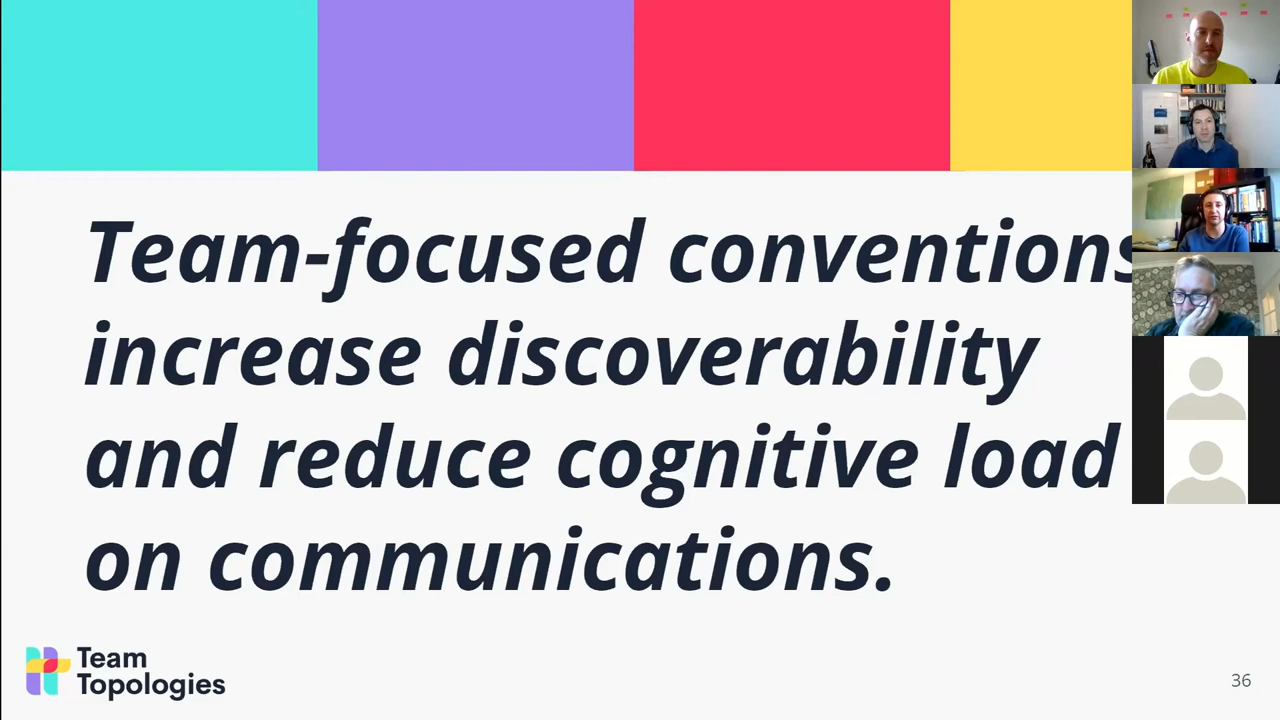 Team-focused conventions
increase discoverability
and reduce cognitive load
on communications.
Team
Topologies
36